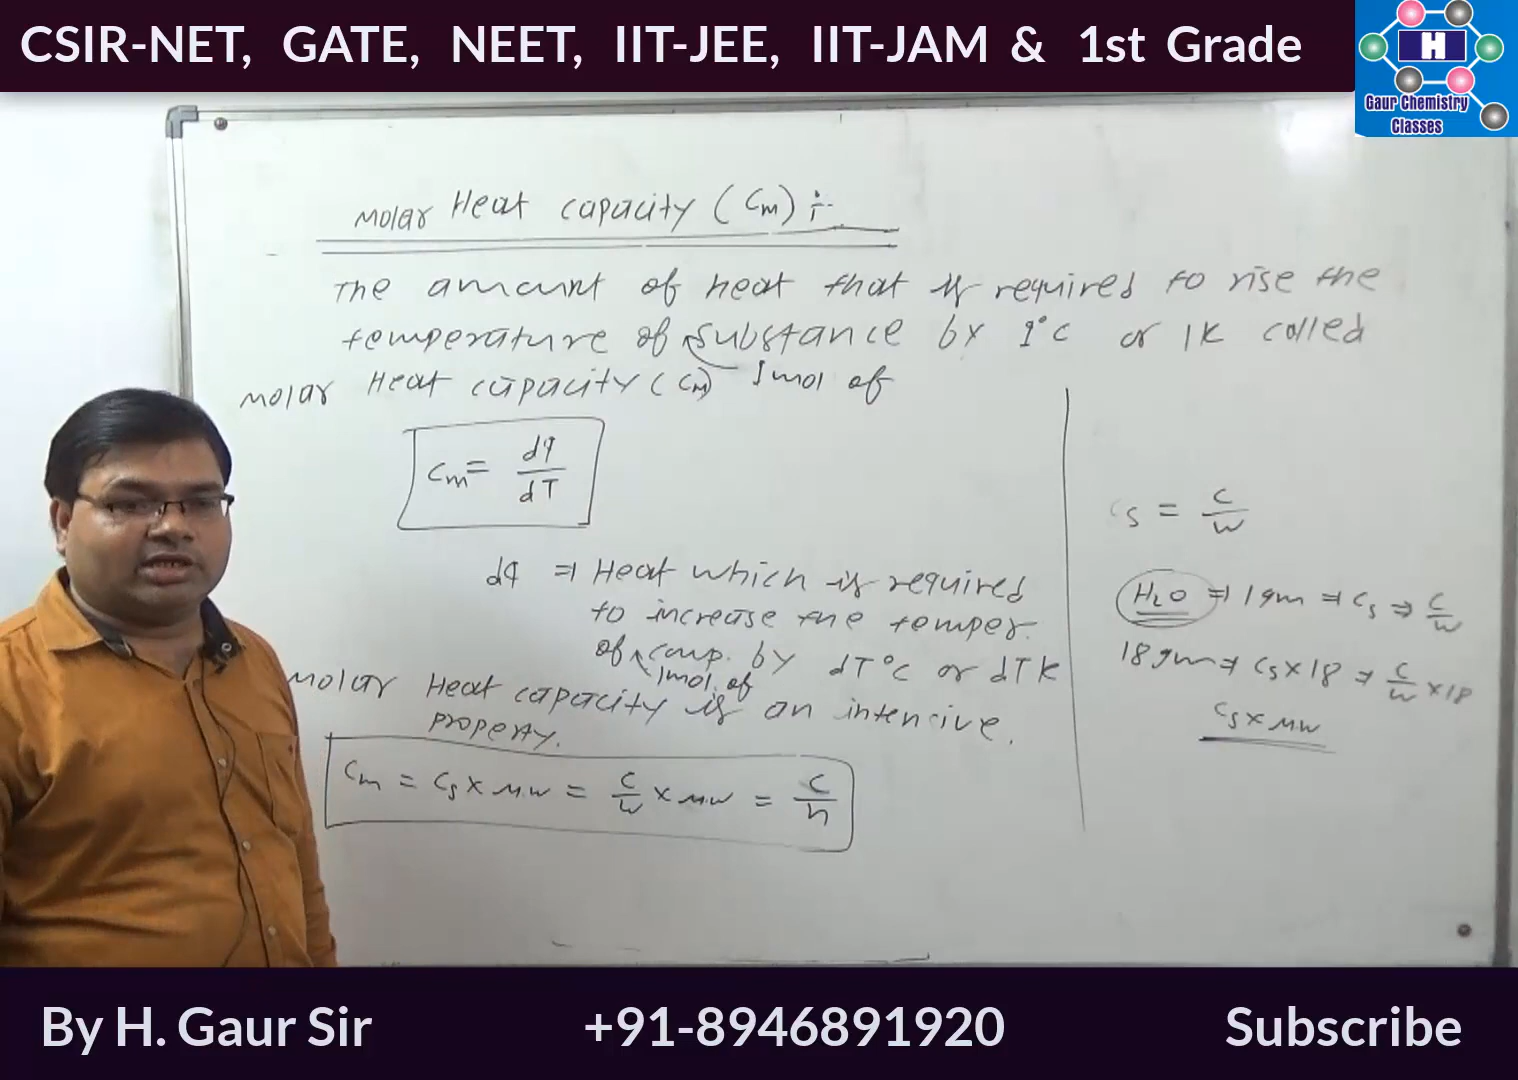 CSIR-NET, GATE, NEET, IIT-JEE, IIT-JAM & 1st Grade
H
Gaur Chemistry
Classes
Molar Heat capacity (Cm) :-
The amount of heat that is required to rise the
temperature of substance by 1°C or 1K called
1mol of
molar Heat capacity (Cm)
Cm = dq/dT
dq ⇒ Heat which is required
to increase the temper.
of comp. by dT°C or dTK
1mol of
Molar Heat capacity is an intensive
property.
Cm = Cs x M.W = C/W x M.W = C/n
Cs = C/W
H2O ⇒ 1gm ⇒ Cs ⇒ C/W
18gm ⇒ Cs x 18 ⇒ C/W x 18
Cs x MW
By H. Gaur Sir
+91-8946891920
Subscribe